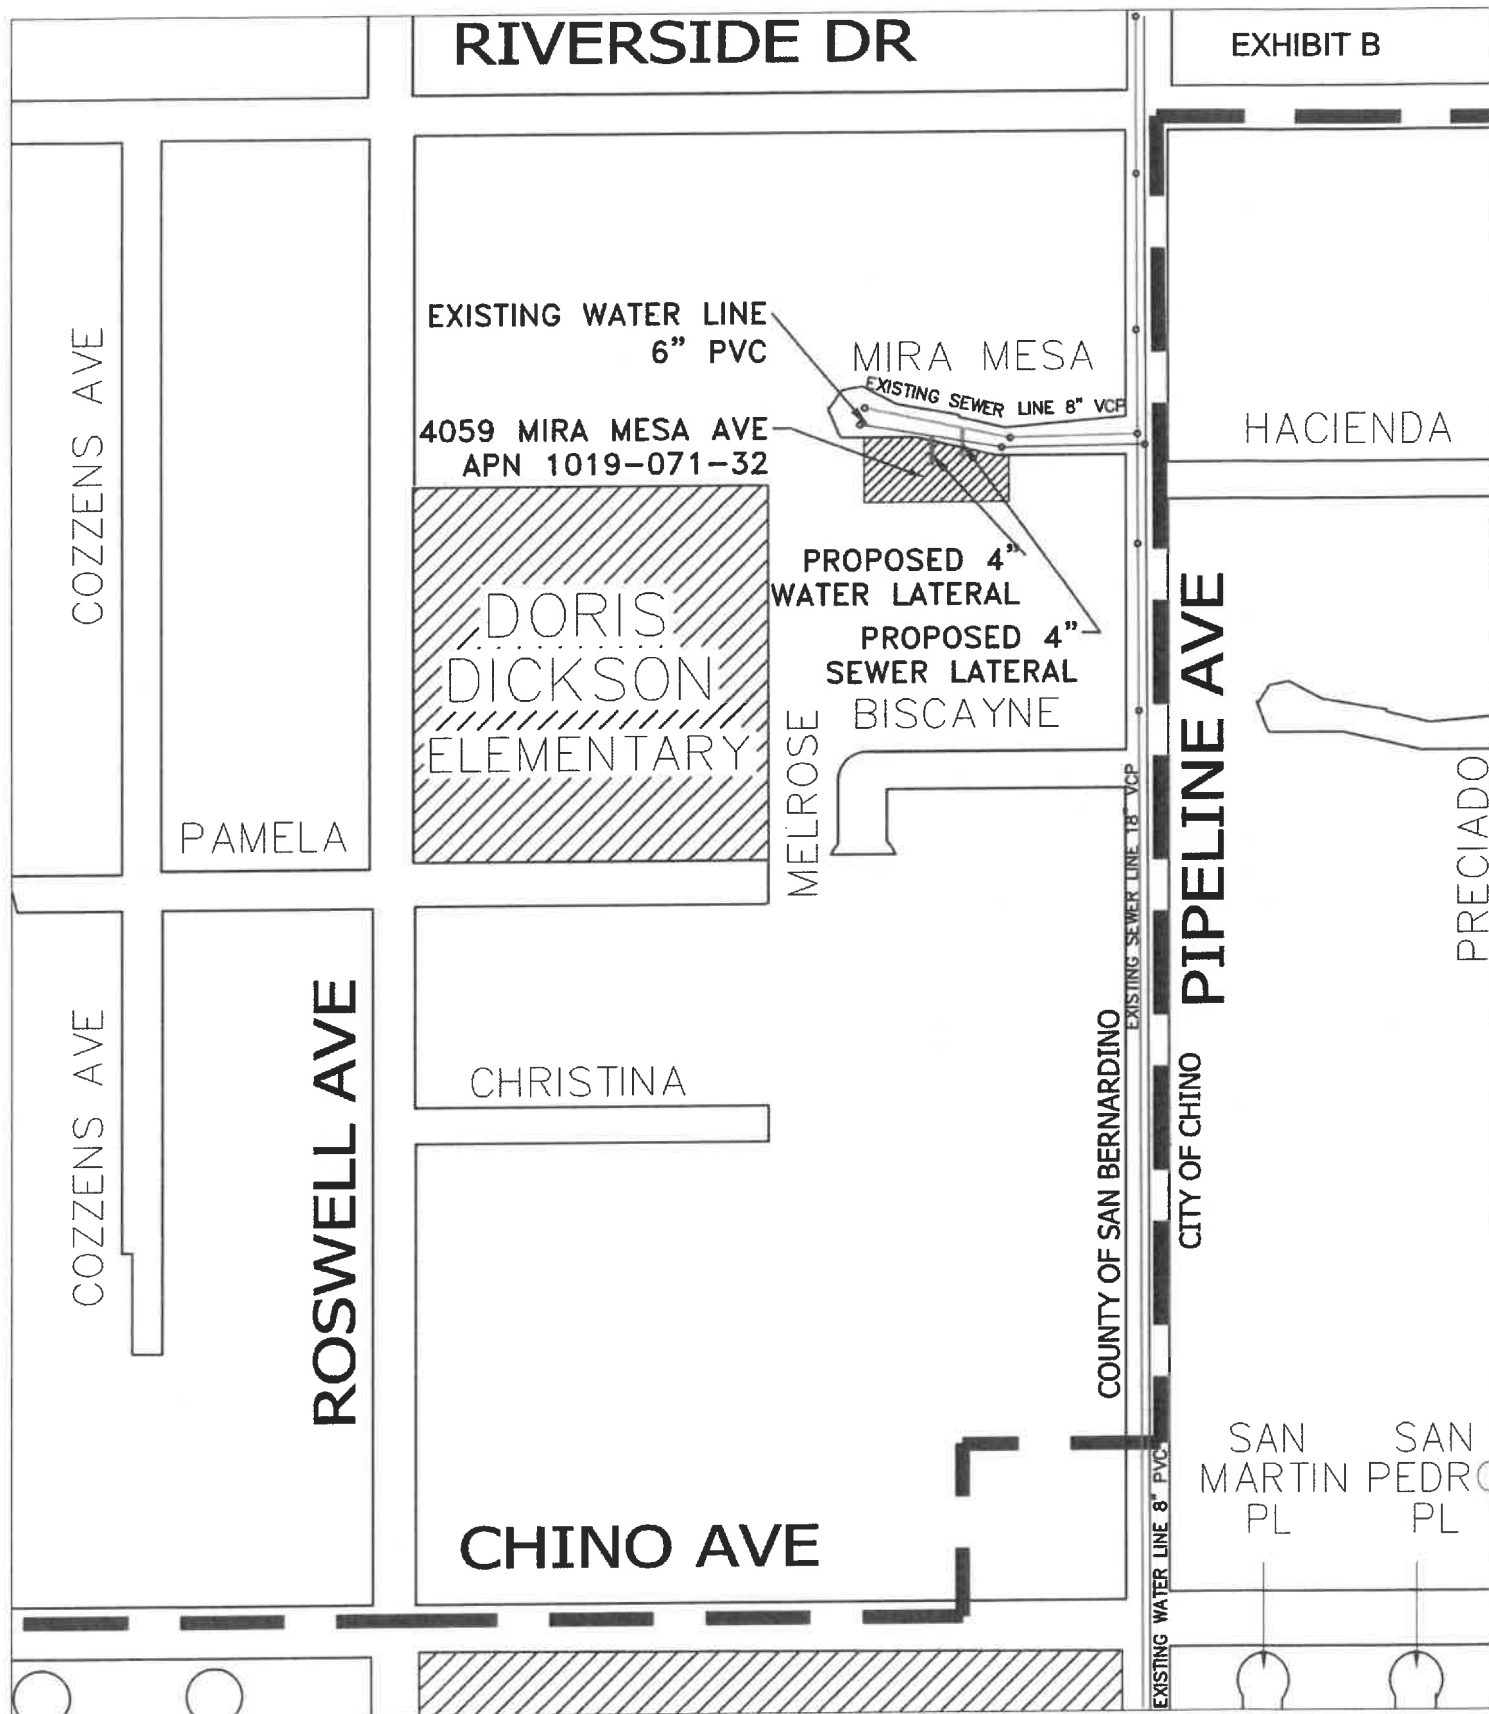 RIVERSIDE DR
EXHIBIT B
EXISTING WATER LINE
6" PVC
MIRA MESA
EXISTING SEWER LINE 8" VCP
4059 MIRA MESA AVE
APN 1019-071-32
HACIENDA
COZZENS AVE
PROPOSED 4"
WATER LATERAL
PROPOSED 4"
SEWER LATERAL
DORIS
DICKSON
ELEMENTARY
BISCAYNE
MELROSE
PIPELINE AVE
EXISTING SEWER LINE 18" VCP
PRECIADO
PAMELA
COZZENS AVE
ROSWELL AVE
CHRISTINA
COUNTY OF SAN BERNARDINO
CITY OF CHINO
SAN
MARTIN
PL
SAN
PEDRO
PL
CHINO AVE
EXISTING WATER LINE 8" PVC